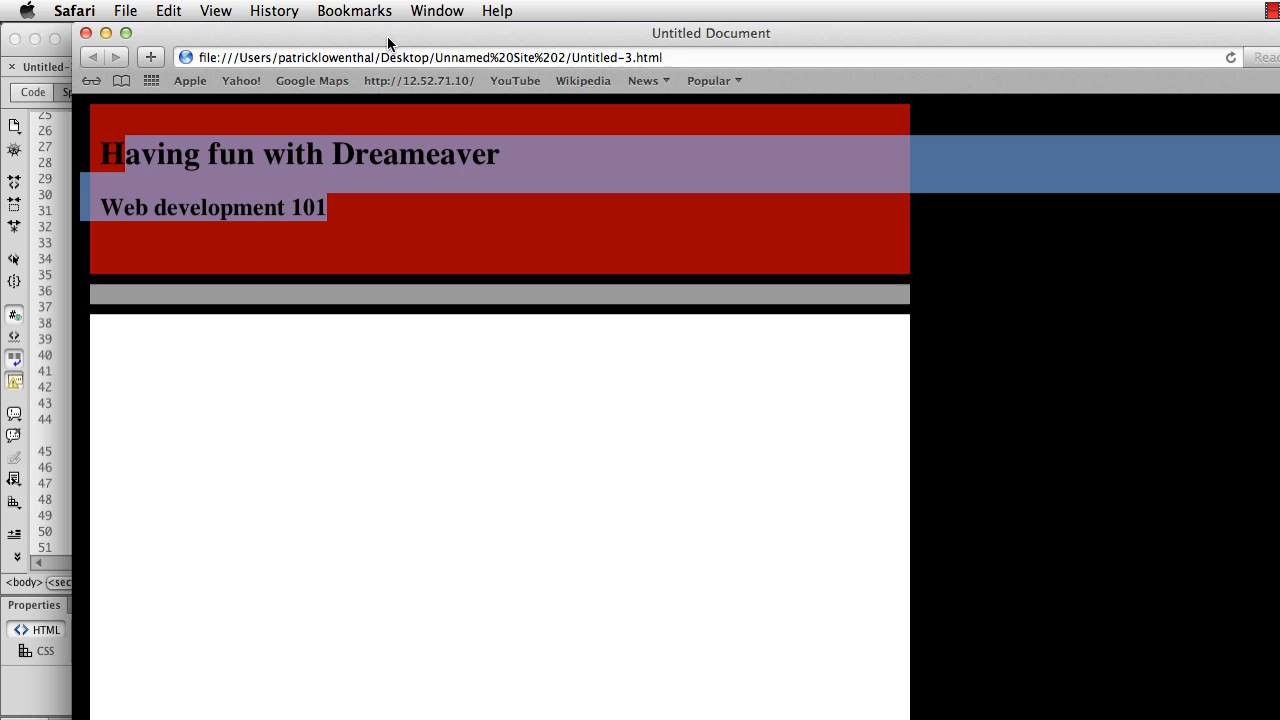 Safari File Edit View History Bookmarks Window Help
Untitled Document
file:///Users/patricklowenthal/Desktop/Unnamed%20Site%202/Untitled-3.html
Apple Yahoo! Google Maps http://12.52.71.10/ YouTube Wikipedia News Popular
Untitled-
Code
25
26
27
28
29
30
31
32
33
34
35
36
37
38
39
40
41
42
43
44
45
46
47
48
49
50
51
Having fun with Dreameaver
Web development 101
<body> <sec
Properties
<> HTML
CSS